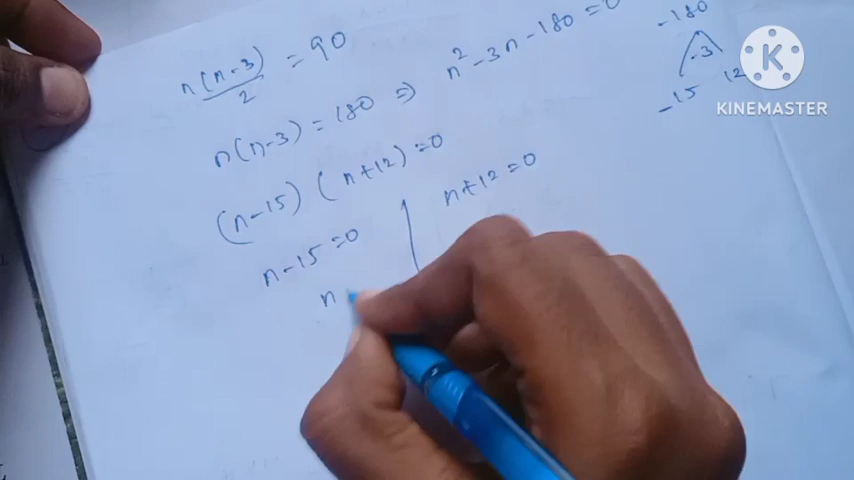 n(n-3)/2 = 90
n(n-3) = 180 ⇒ n² - 3n - 180 = 0
(n-15) (n+12) = 0
n-15 = 0
n+12 = 0
n
-180
-3
-15 12
K
KINEMASTER